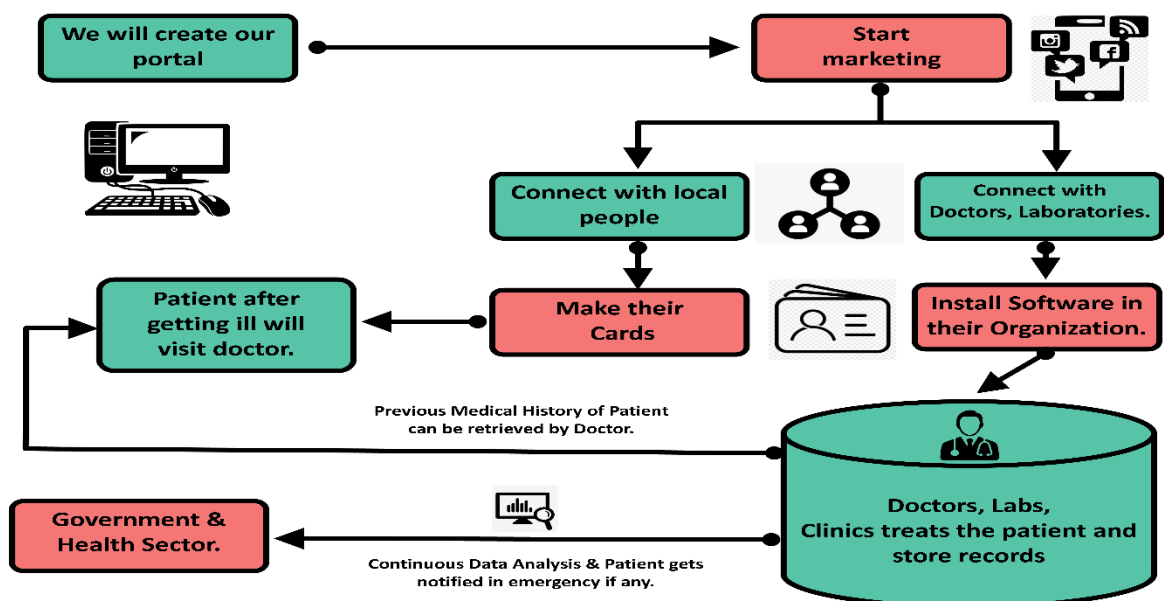 We will create our
portal
Start
marketing
Connect with local
people
Connect with
Doctors, Laboratories.
Patient after
getting ill will
visit doctor.
Make their
Cards
Install Software in
their Organization.
Previous Medical History of Patient
can be retrieved by Doctor.
Doctors, Labs,
Clinics treats the patient and
store records
Government &
Health Sector.
Continuous Data Analysis & Patient gets
notified in emergency if any.